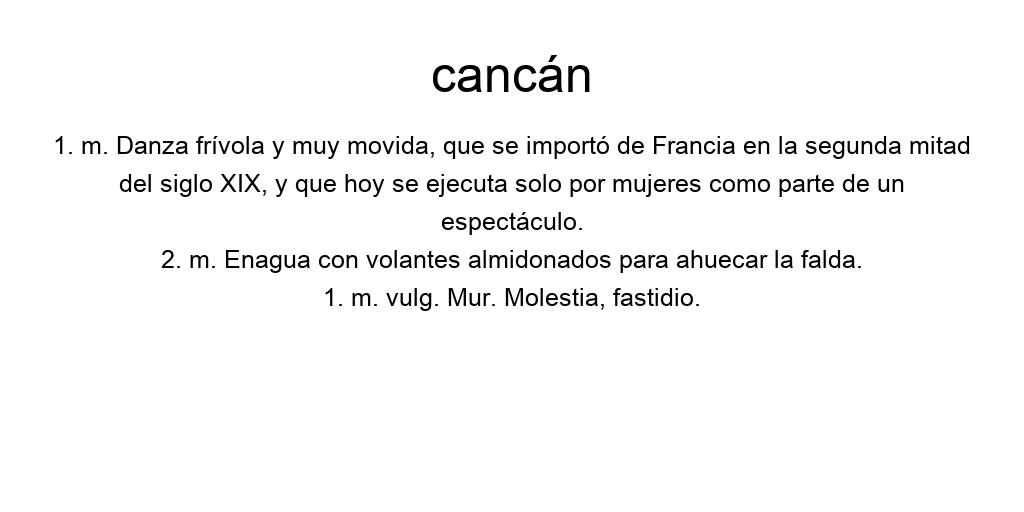 cancán
1. m. Danza frívola y muy movida, que se importó de Francia en la segunda mitad
del siglo XIX, y que hoy se ejecuta solo por mujeres como parte de un
espectáculo.
2. m. Enagua con volantes almidonados para ahuecar la falda.
1. m. vulg. Mur. Molestia, fastidio.